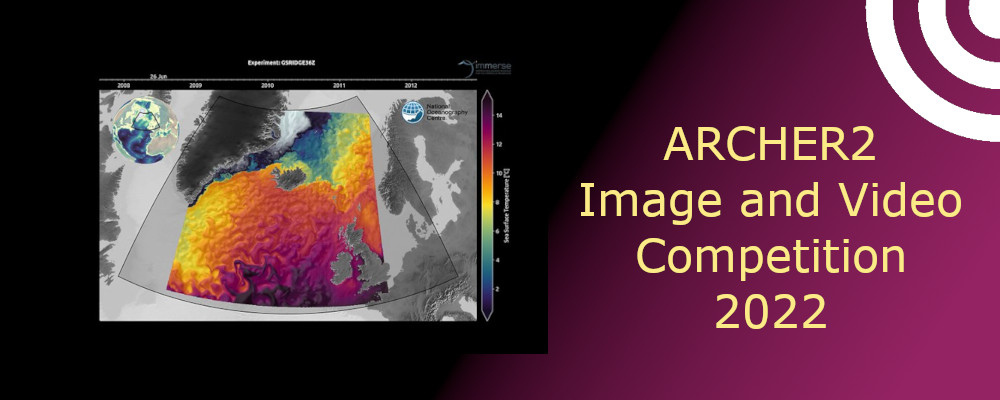 Experiment: GSRIDGE36Z
immerse
26 Jun
2008 2009 2010 2011 2012
National
Oceanography
Centre
14
12
10
8
6
4
2
Sea Surface Temperature [°C]
ARCHER2
Image and Video
Competition
2022